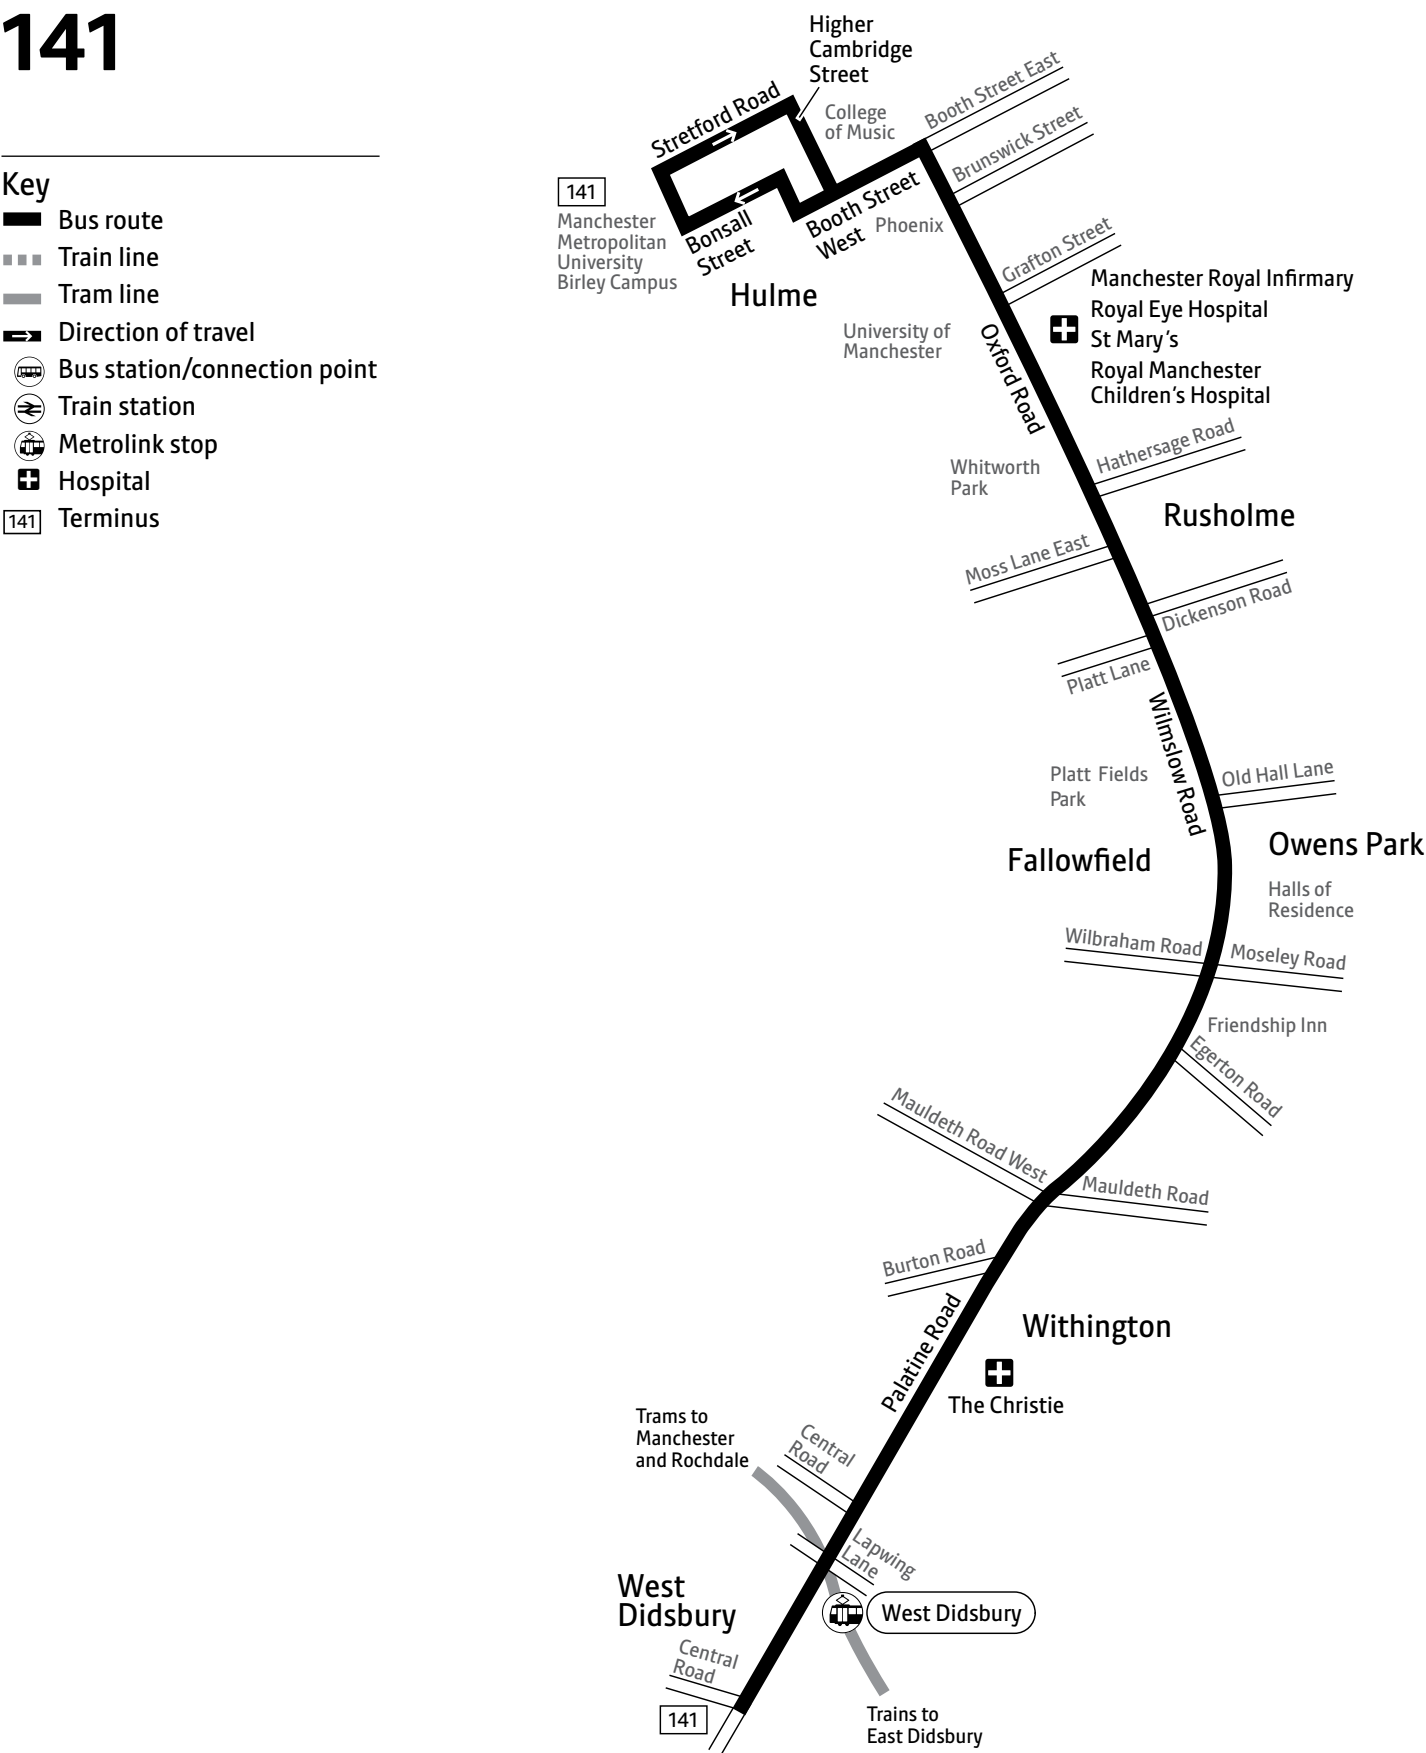 141
Key
Bus route
Train line
Tram line
Direction of travel
Bus station/connection point
Train station
Metrolink stop
Hospital
141 Terminus
Higher
Cambridge
Street
Stretford Road
College
of Music
Booth Street East
Brunswick Street
141
Manchester
Metropolitan
University
Birley Campus
Bonsall
Street
Booth Street
West
Phoenix
Grafton Street
Hulme
Manchester Royal Infirmary
Royal Eye Hospital
St Mary's
Royal Manchester
Children's Hospital
University of
Manchester
Oxford Road
Hathersage Road
Whitworth
Park
Rusholme
Moss Lane East
Dickenson Road
Platt Lane
Wilmslow Road
Platt Fields
Park
Old Hall Lane
Fallowfield
Owens Park
Halls of
Residence
Wilbraham Road
Moseley Road
Friendship Inn
Egerton Road
Mauldeth Road West
Mauldeth Road
Burton Road
Palatine Road
Withington
The Christie
Trams to
Manchester
and Rochdale
Central
Road
Lapwing
Lane
West
Didsbury
West Didsbury
Central
Road
141
Trains to
East Didsbury